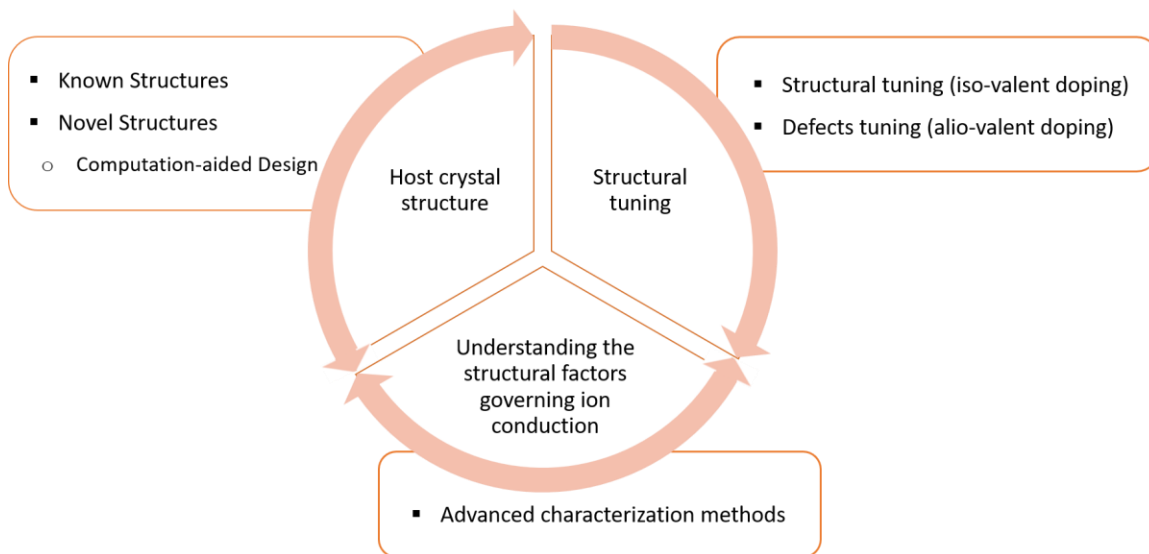 Known Structures
Novel Structures
Computation-aided Design
Host crystal
structure
Structural
tuning
Structural tuning (iso-valent doping)
Defects tuning (alio-valent doping)
Understanding the
structural factors
governing ion
conduction
Advanced characterization methods